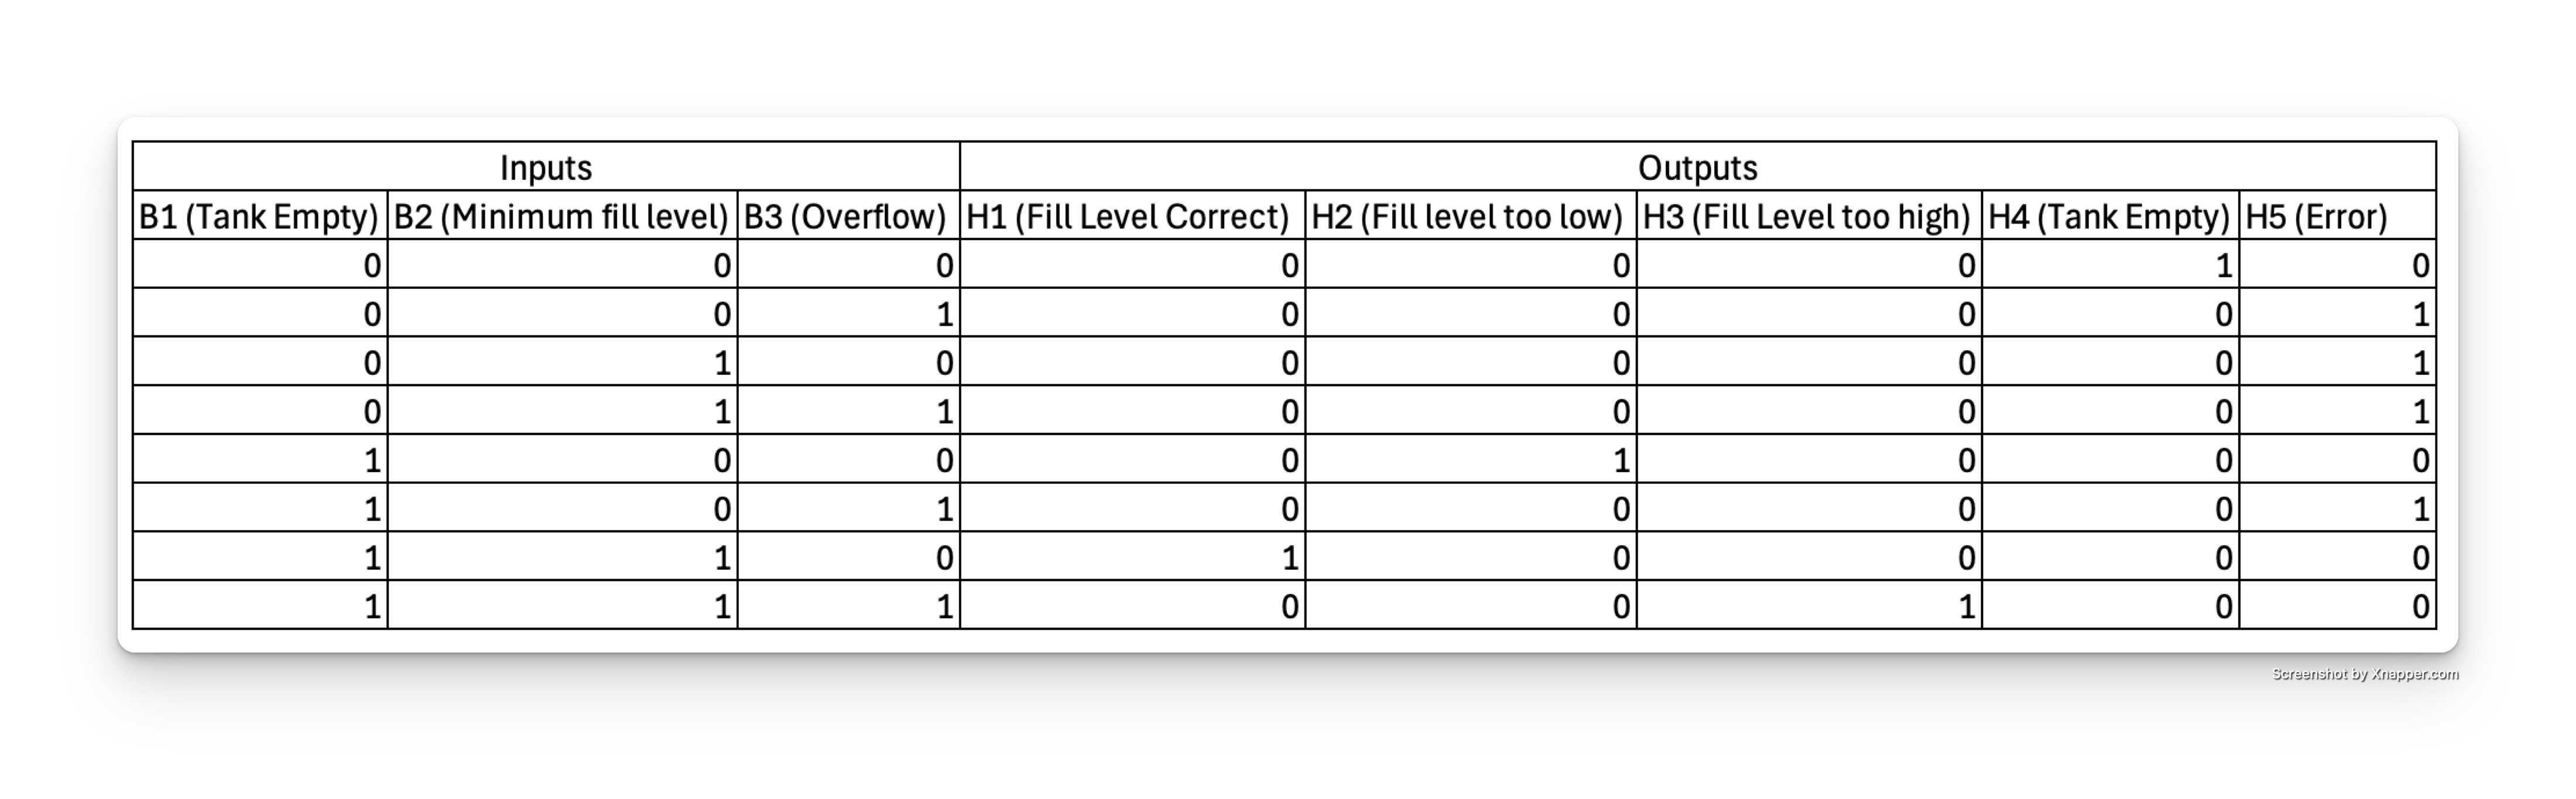 Inputs Outputs
B1 (Tank Empty) B2 (Minimum fill level) B3 (Overflow) H1 (Fill Level Correct) H2 (Fill level too low) H3 (Fill Level too high) H4 (Tank Empty) H5 (Error)
0 0 0 0 0 0 1 0
0 0 1 0 0 0 0 1
0 1 0 0 0 0 0 1
0 1 1 0 0 0 0 1
1 0 0 0 1 0 0 0
1 0 1 0 0 0 0 1
1 1 0 1 0 0 0 0
1 1 1 0 0 1 0 0
Screenshot by Xnapper.com